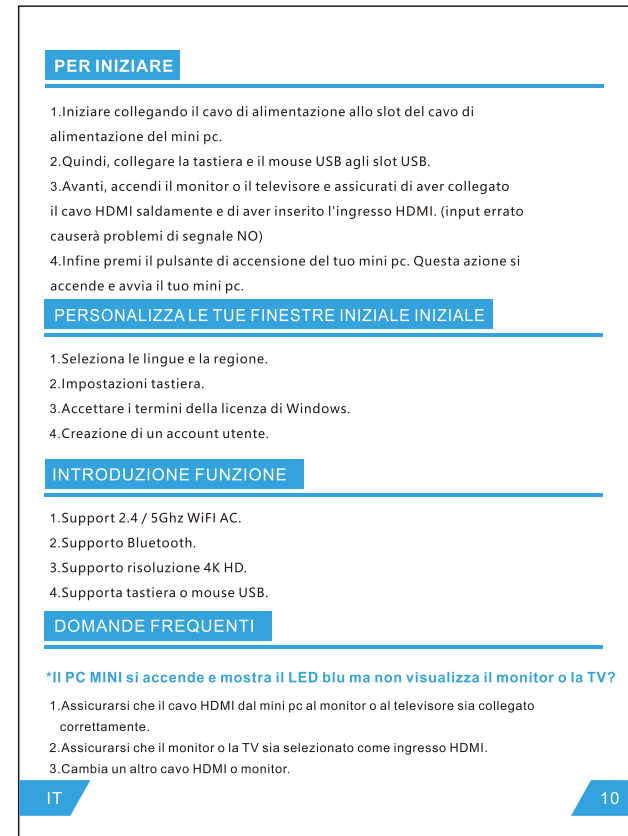 PER INIZIARE
1.Iniziare collegando il cavo di alimentazione allo slot del cavo di
alimentazione del mini pc.
2.Quindi, collegare la tastiera e il mouse USB agli slot USB.
3.Avanti, accendi il monitor o il televisore e assicurati di aver collegato
il cavo HDMI saldamente e di aver inserito l'ingresso HDMI. (input errato
causerà problemi di segnale NO)
4.Infine premi il pulsante di accensione del tuo mini pc. Questa azione si
accende e avvia il tuo mini pc.
PERSONALIZZA LE TUE FINESTRE INIZIALE INIZIALE
1.Seleziona le lingue e la regione.
2.Impostazioni tastiera.
3.Accettare i termini della licenza di Windows.
4.Creazione di un account utente.
INTRODUZIONE FUNZIONE
1.Support 2.4 / 5Ghz WiFI AC.
2.Supporto Bluetooth.
3.Supporto risoluzione 4K HD.
4.Supporta tastiera o mouse USB.
DOMANDE FREQUENTI
*Il PC MINI si accende e mostra il LED blu ma non visualizza il monitor o la TV?
1.Assicurarsi che il cavo HDMI dal mini pc al monitor o al televisore sia collegato
correttamente.
2.Assicurarsi che il monitor o la TV sia selezionato come ingresso HDMI.
3.Cambia un altro cavo HDMI o monitor.
IT
10